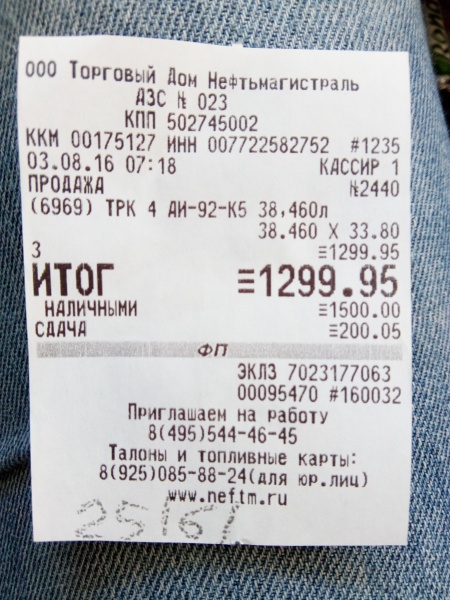 ООО Торговый Дом Нефтьмагистраль
АЗС № 023
КПП 502745002
ККМ 00175127 ИНН 007722582752 #1235
03.08.16 07:18 КАССИР 1
ПРОДАЖА №2440
(6969) ТРК 4 АИ-92-К5 38,460л
38.460 X 33.80
3 ≡1299.95
ИТОГ ≡1299.95
НАЛИЧНЫМИ ≡1500.00
СДАЧА ≡200.05
ФП
ЭКЛЗ 7023177063
00095470 #160032
Приглашаем на работу
8(495)544-46-45
Талоны и топливные карты:
8(925)085-88-24(для юр.лиц)
www.neftm.ru